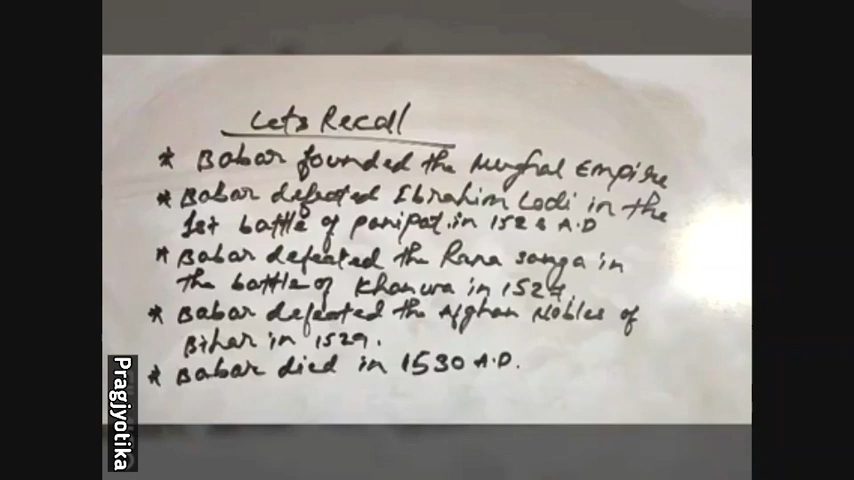 Lets Recall
* Babar founded the Mughal Empire
* Babar defeated Ebrahim Lodi in the
1st battle of panipat in 1526 A.D
* Babar defeated the Rana sanga in
the battle of Khanwa in 1527.
* Babar defeated the Afghan Nobles of
Bihar in 1529.
* Babar died in 1530 A.D.
Pragjyotika